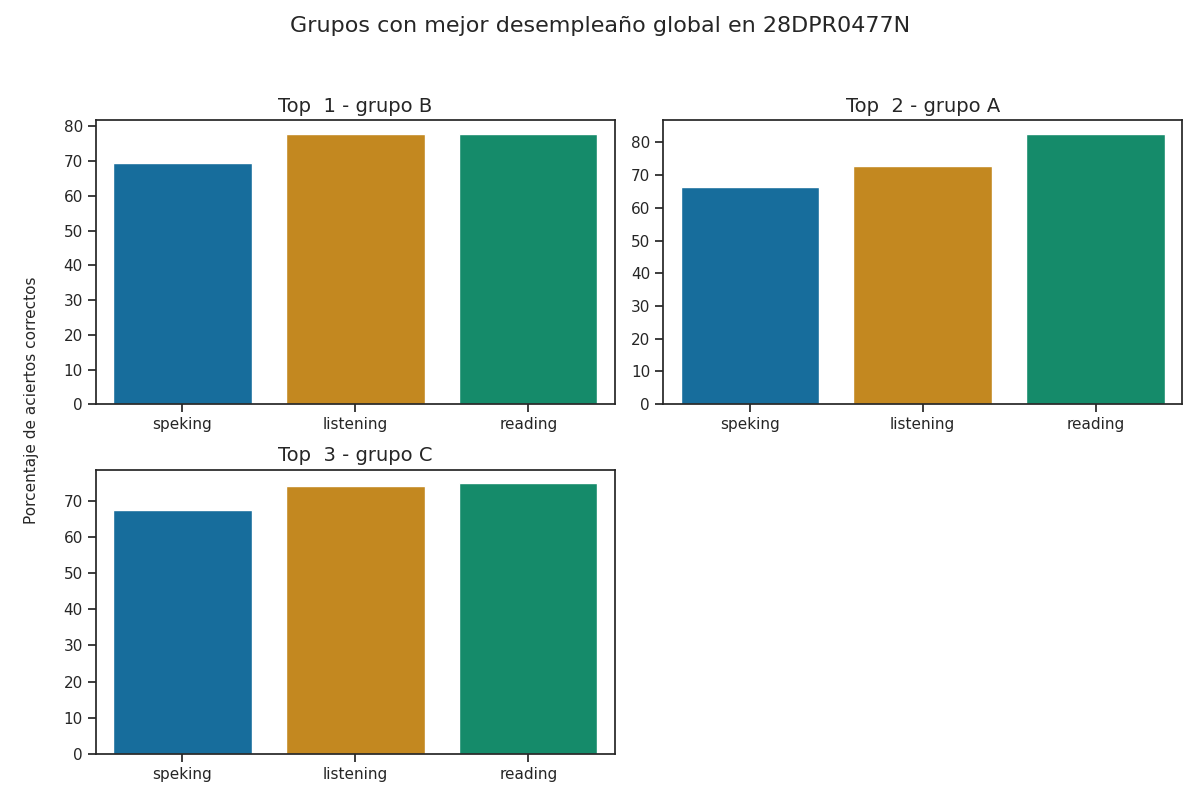 Grupos con mejor desempleaño global en 28DPR0477N
Porcentaje de aciertos correctos
Top  1 - grupo B
80
70
60
50
40
30
20
10
0
speking
listening
reading
Top  2 - grupo A
80
70
60
50
40
30
20
10
0
speking
listening
reading
Top  3 - grupo C
70
60
50
40
30
20
10
0
speking
listening
reading